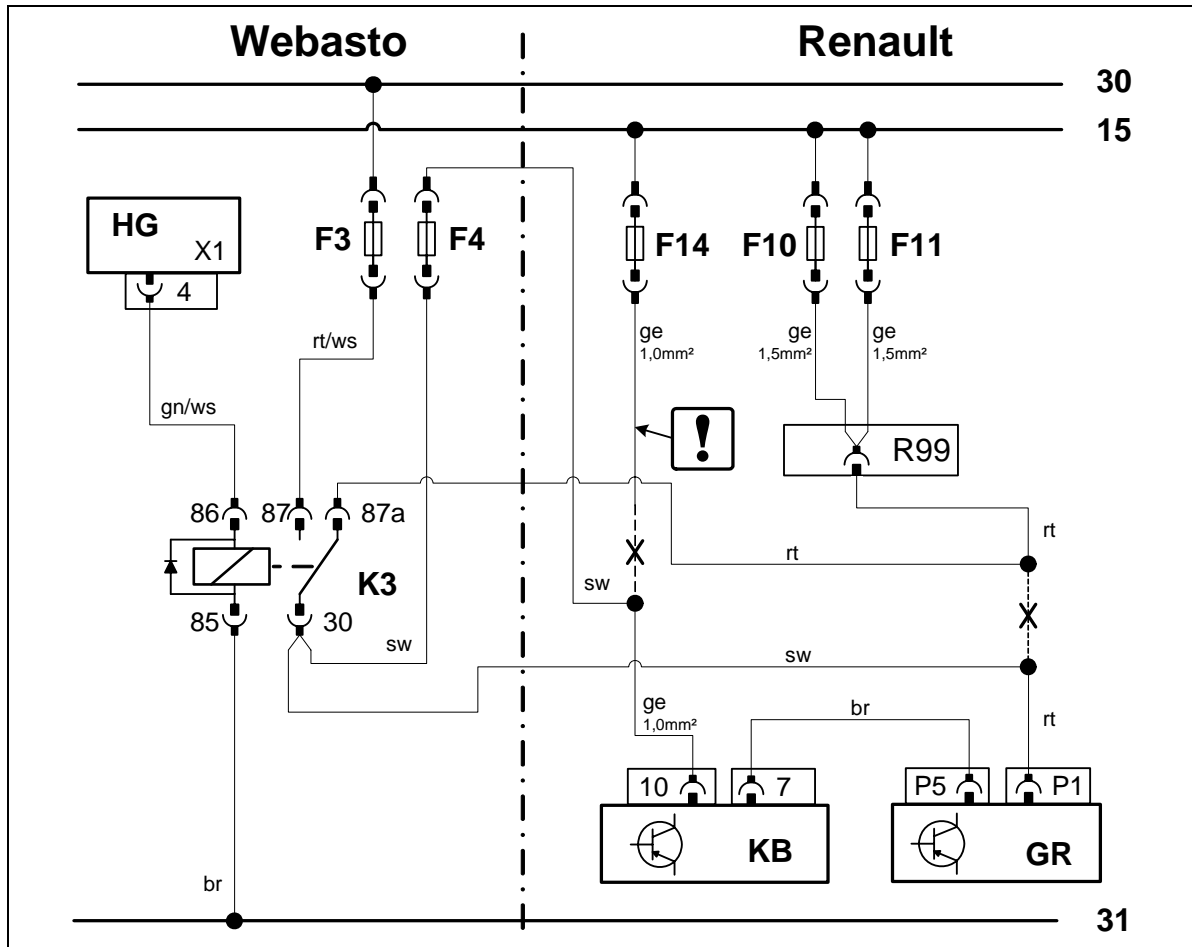 Webasto Renault
30
15
HG
X1
F3 F4 F14 F10 F11
4
rt/ws
ge
1,0mm²
ge
1,5mm²
ge
1,5mm²
gn/ws
!
R99
86 87 87a
rt
rt
K3
sw
85 30
sw
sw
ge
1,0mm²
br
rt
10 7 P5 P1
KB GR
br
31